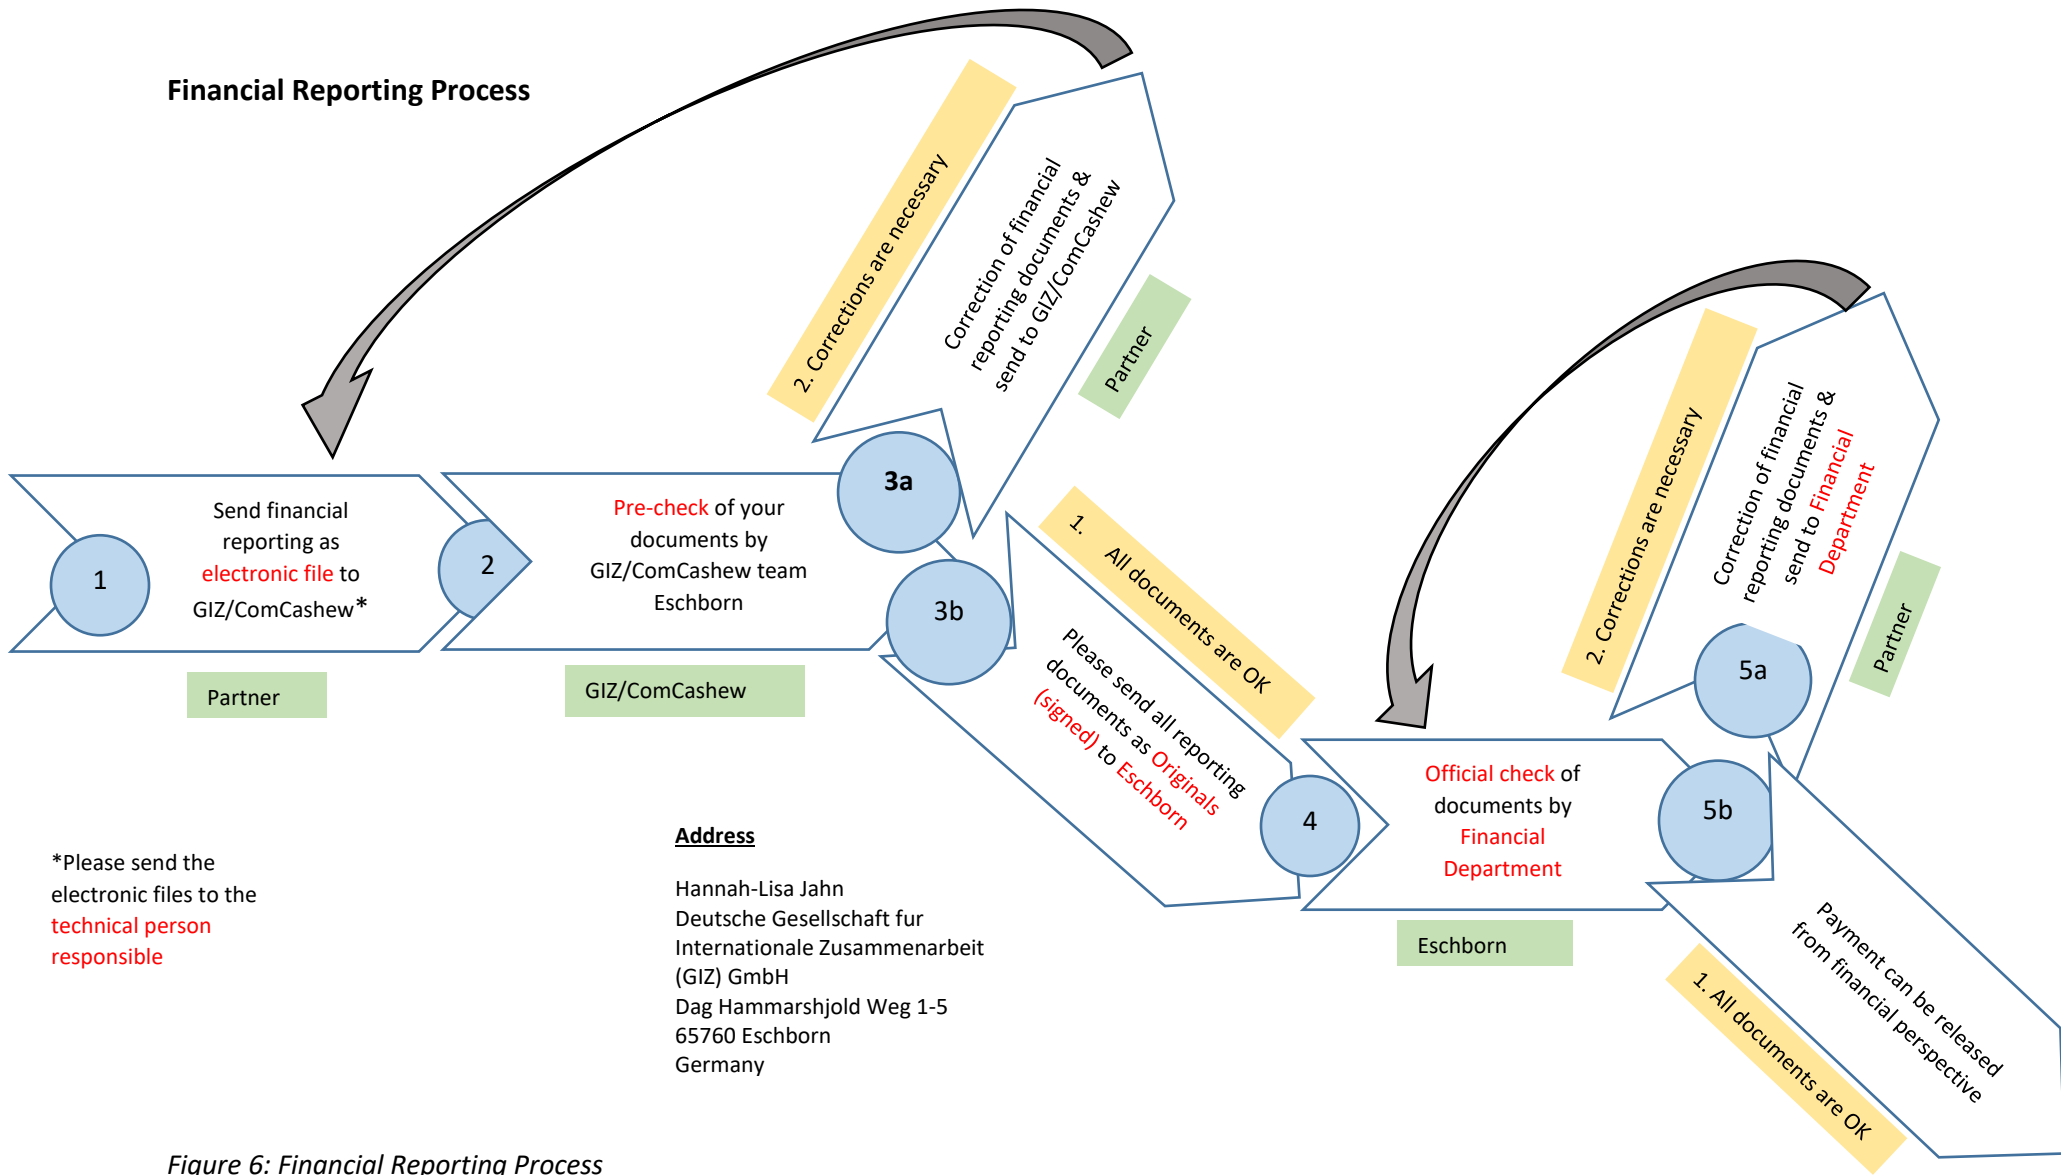 Financial Reporting Process
2. Corrections are necessary
Correction of financial
reporting documents &
send to GIZ/ComCashew
Partner
1
Send financial
reporting as
electronic file to
GIZ/ComCashew*
Partner
2
Pre-check of your
documents by
GIZ/ComCashew team
Eschborn
GIZ/ComCashew
3a
3b
1. All documents are OK
Please send all reporting
documents as Originals
(signed) to Eschborn
4
Official check of
documents by
Financial
Department
Eschborn
2. Corrections are necessary
Correction of financial
reporting documents &
send to Financial
Department
Partner
5a
5b
Payment can be released
from financial perspective
1. All documents are OK
*Please send the
electronic files to the
technical person
responsible
Address
Hannah-Lisa Jahn
Deutsche Gesellschaft fur
Internationale Zusammenarbeit
(GIZ) GmbH
Dag Hammarshjold Weg 1-5
65760 Eschborn
Germany
Figure 6: Financial Reporting Process